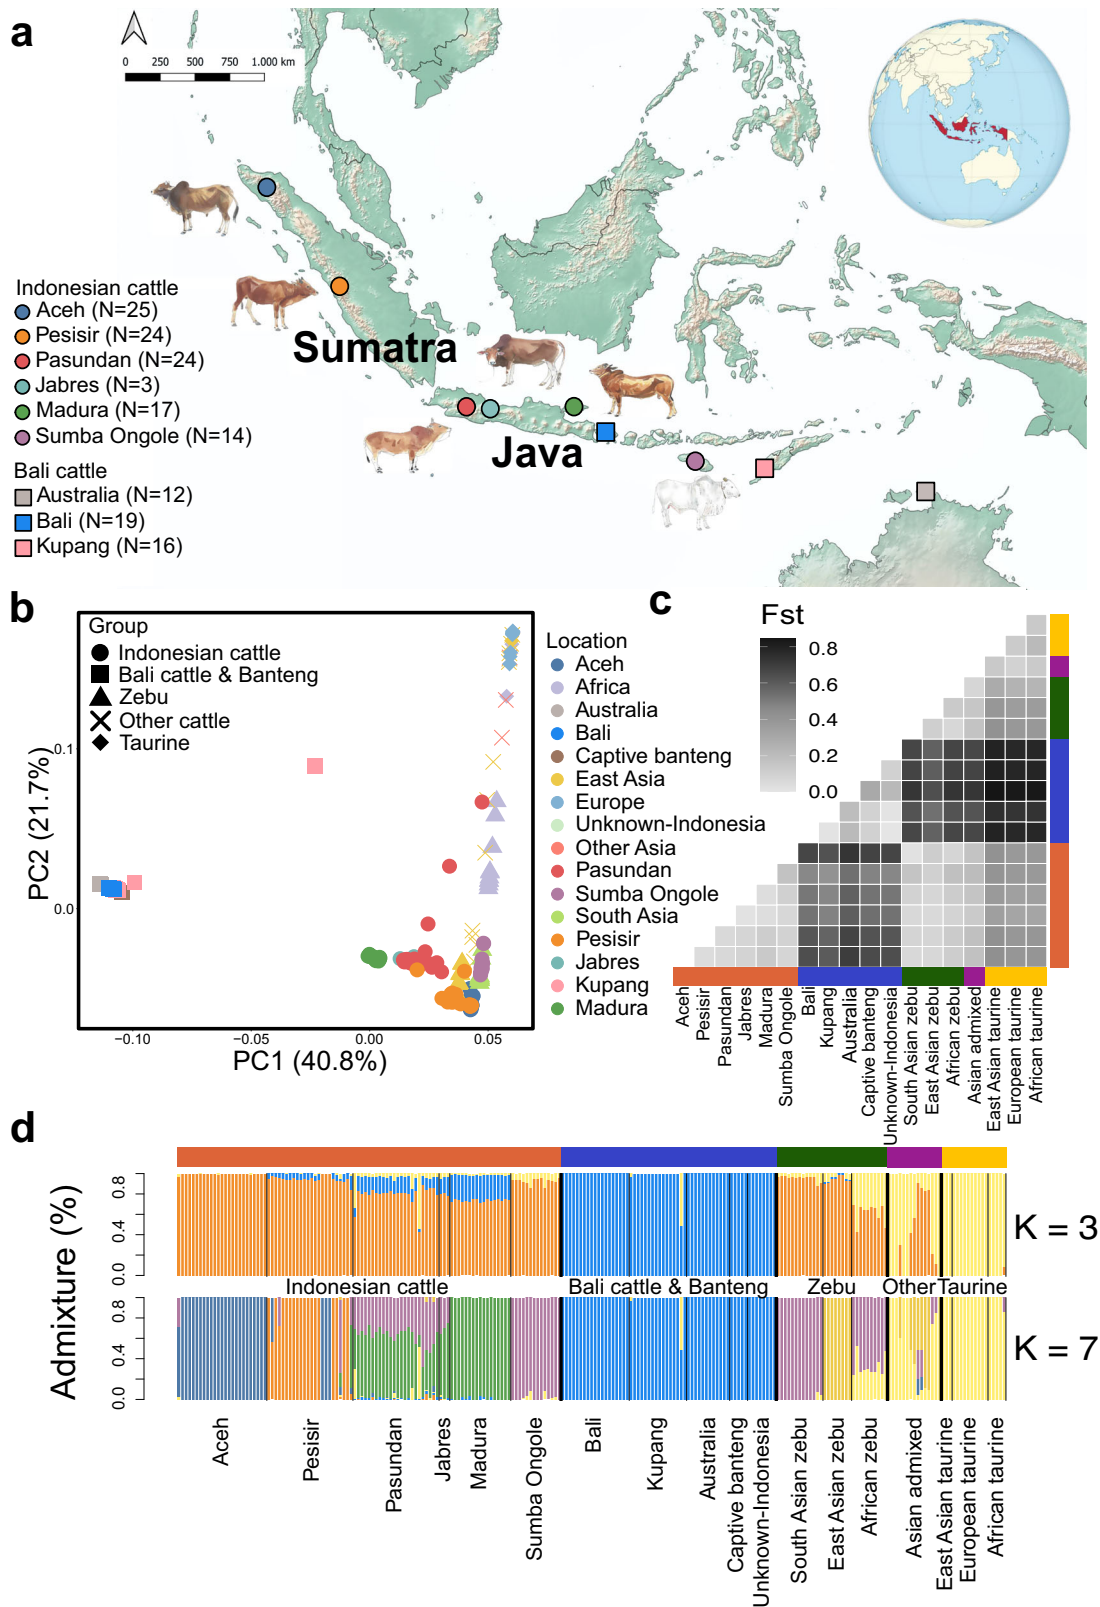 a
0 250 500 750 1.000 km
Indonesian cattle
Aceh (N=25)
Pesisir (N=24)
Pasundan (N=24)
Jabres (N=3)
Madura (N=17)
Sumba Ongole (N=14)
Bali cattle
Australia (N=12)
Bali (N=19)
Kupang (N=16)
Sumatra
Java
b
Group
Indonesian cattle
Bali cattle & Banteng
Zebu
Other cattle
Taurine
PC2 (21.7%)
0.1
0.0
−0.10
−0.05
0.00
0.05
PC1 (40.8%)
Location
Aceh
Africa
Australia
Bali
Captive banteng
East Asia
Europe
Unknown-Indonesia
Other Asia
Pasundan
Sumba Ongole
South Asia
Pesisir
Jabres
Kupang
Madura
c
Fst
0.8
0.6
0.4
0.2
0.0
Aceh
Pesisir
Pasundan
Jabres
Madura
Sumba Ongole
Bali
Kupang
Australia
Captive banteng
Unknown-Indonesia
South Asian zebu
East Asian zebu
African zebu
Asian admixed
East Asian taurine
European taurine
African taurine
d
Admixture (%)
0.8
0.4
0.0
K = 3
Indonesian cattle
Bali cattle & Banteng
Zebu
Other
Taurine
0.8
0.4
0.0
K = 7
Aceh
Pesisir
Pasundan
Jabres
Madura
Sumba Ongole
Bali
Kupang
Australia
Captive banteng
Unknown-Indonesia
South Asian zebu
East Asian zebu
African zebu
Asian admixed
East Asian taurine
European taurine
African taurine